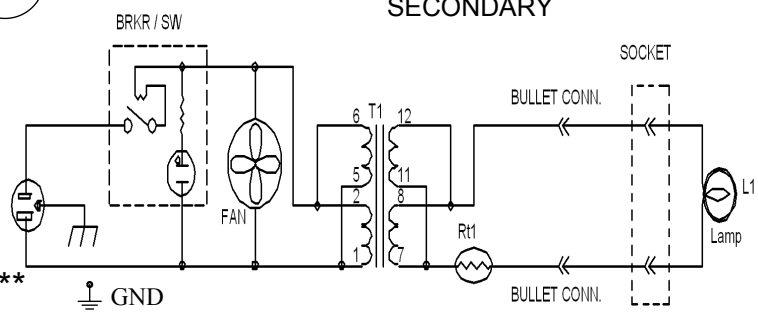 SECONDARY
BRKR / SW
SOCKET
BULLET CONN.
6 T1 12
5 11
2 8
1 7
FAN
Rt1
L1
Lamp
BULLET CONN.
**
GND